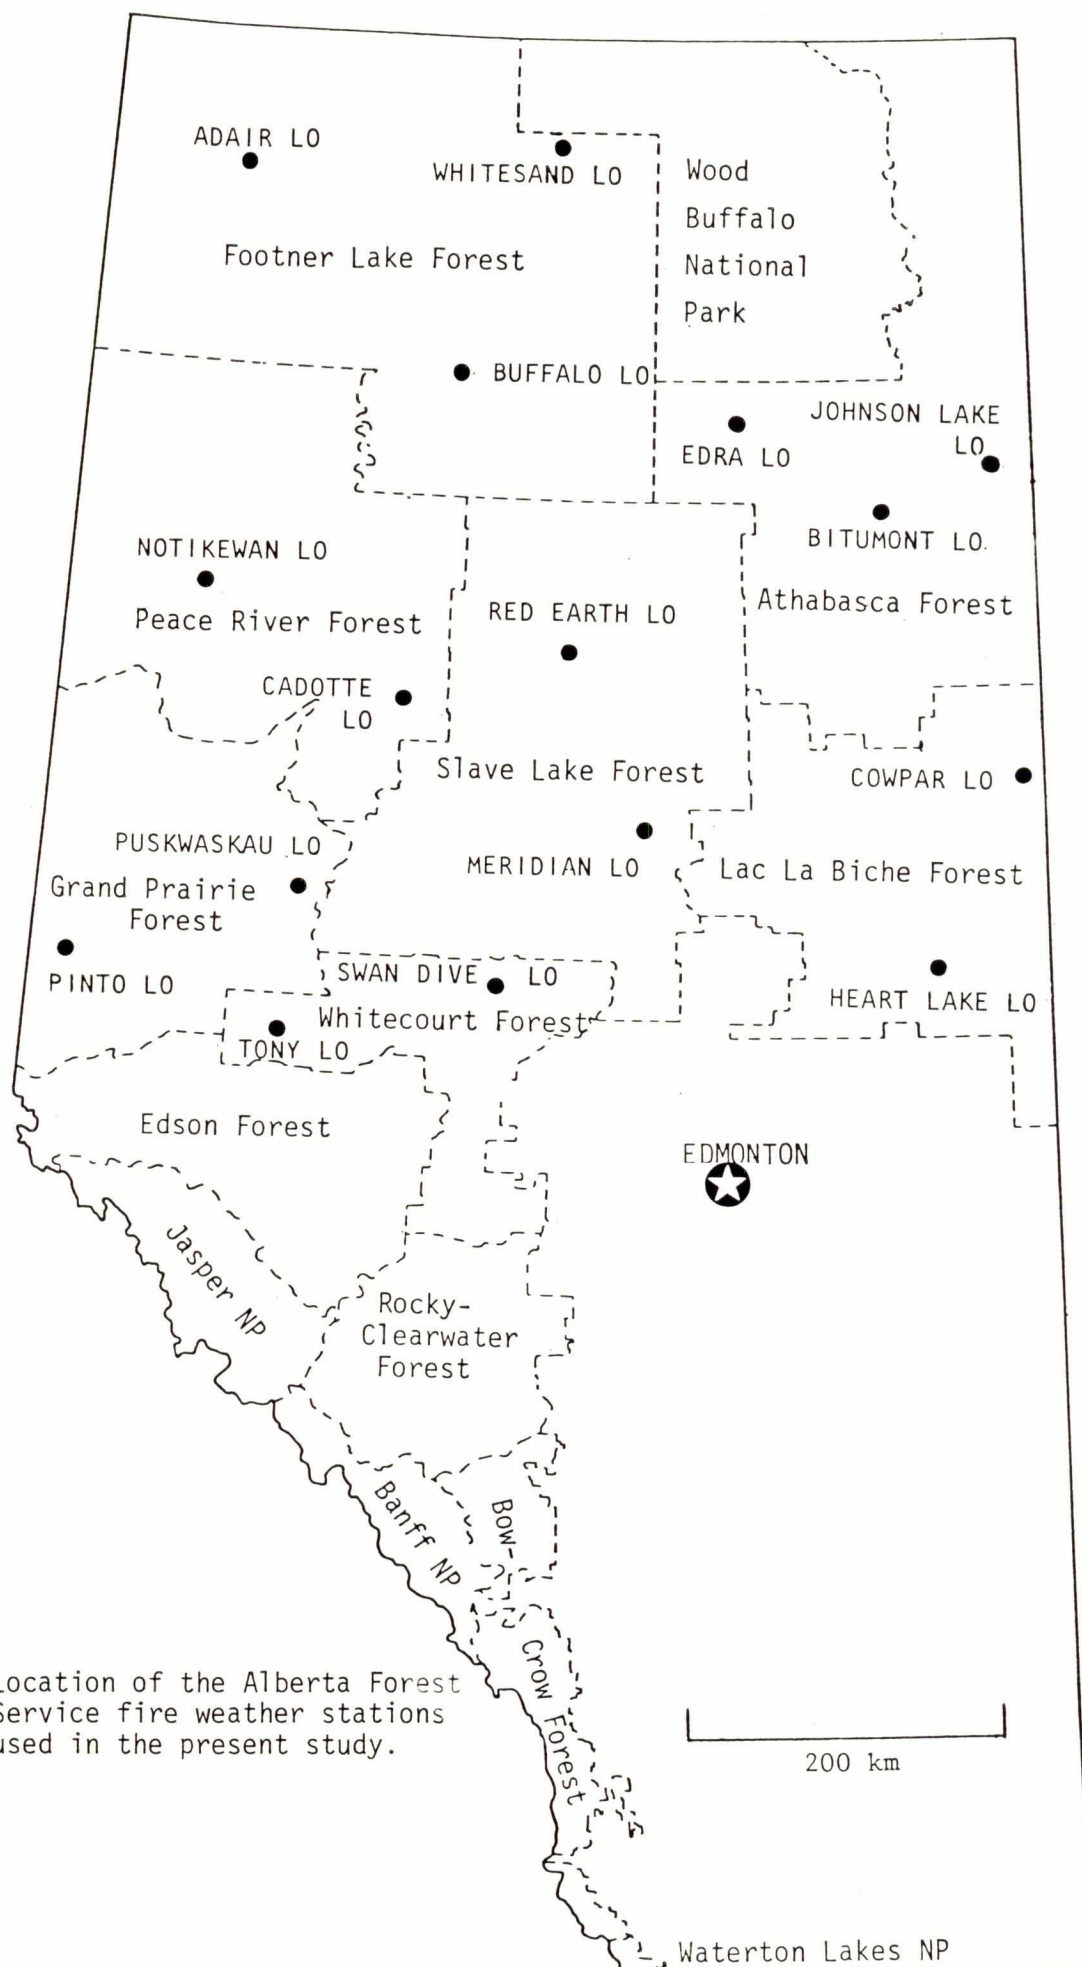 ADAIR LO
WHITESAND LO
Wood
Buffalo
National
Park
Footner Lake Forest
BUFFALO LO
JOHNSON LAKE
LO
EDRA LO
BITUMONT LO.
NOTIKEWAN LO
Peace River Forest
RED EARTH LO
Athabasca Forest
CADOTTE
LO
Slave Lake Forest
COWPAR LO
PUSKWASKAU LO
MERIDIAN LO
Lac La Biche Forest
Grand Prairie
Forest
PINTO LO
SWAN DIVE LO
HEART LAKE LO
Whitecourt Forest
TONY LO
Edson Forest
EDMONTON
Jasper NP
Rocky-
Clearwater
Forest
Banff NP
Bow-
Crow Forest
Location of the Alberta Forest
Service fire weather stations
used in the present study.
200 km
Waterton Lakes NP